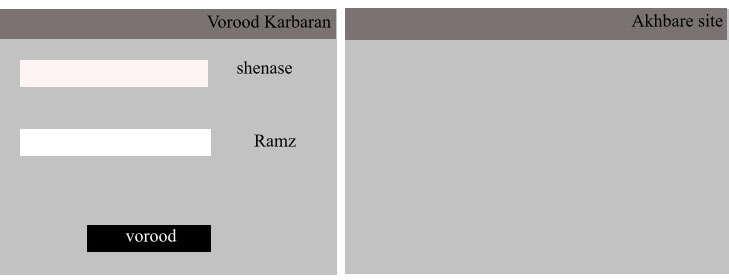 Vorood Karbaran
shenase
Ramz
vorood
Akhbare site